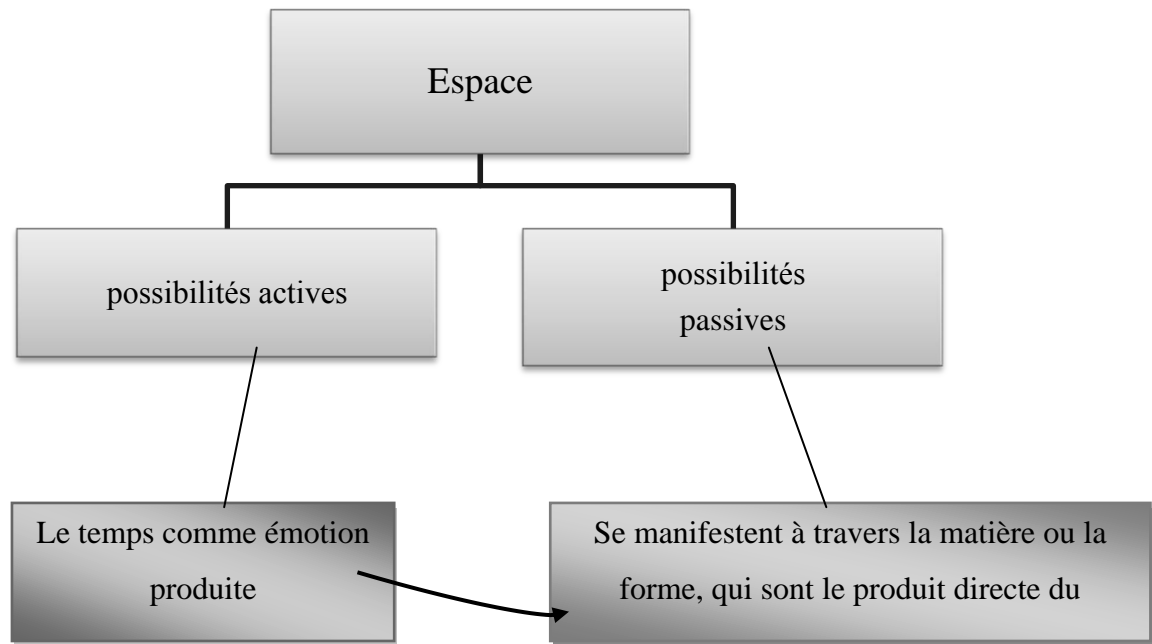 Espace
possibilités actives
possibilités
passives
Le temps comme émotion
produite
Se manifestent à travers la matière ou la
forme, qui sont le produit directe du